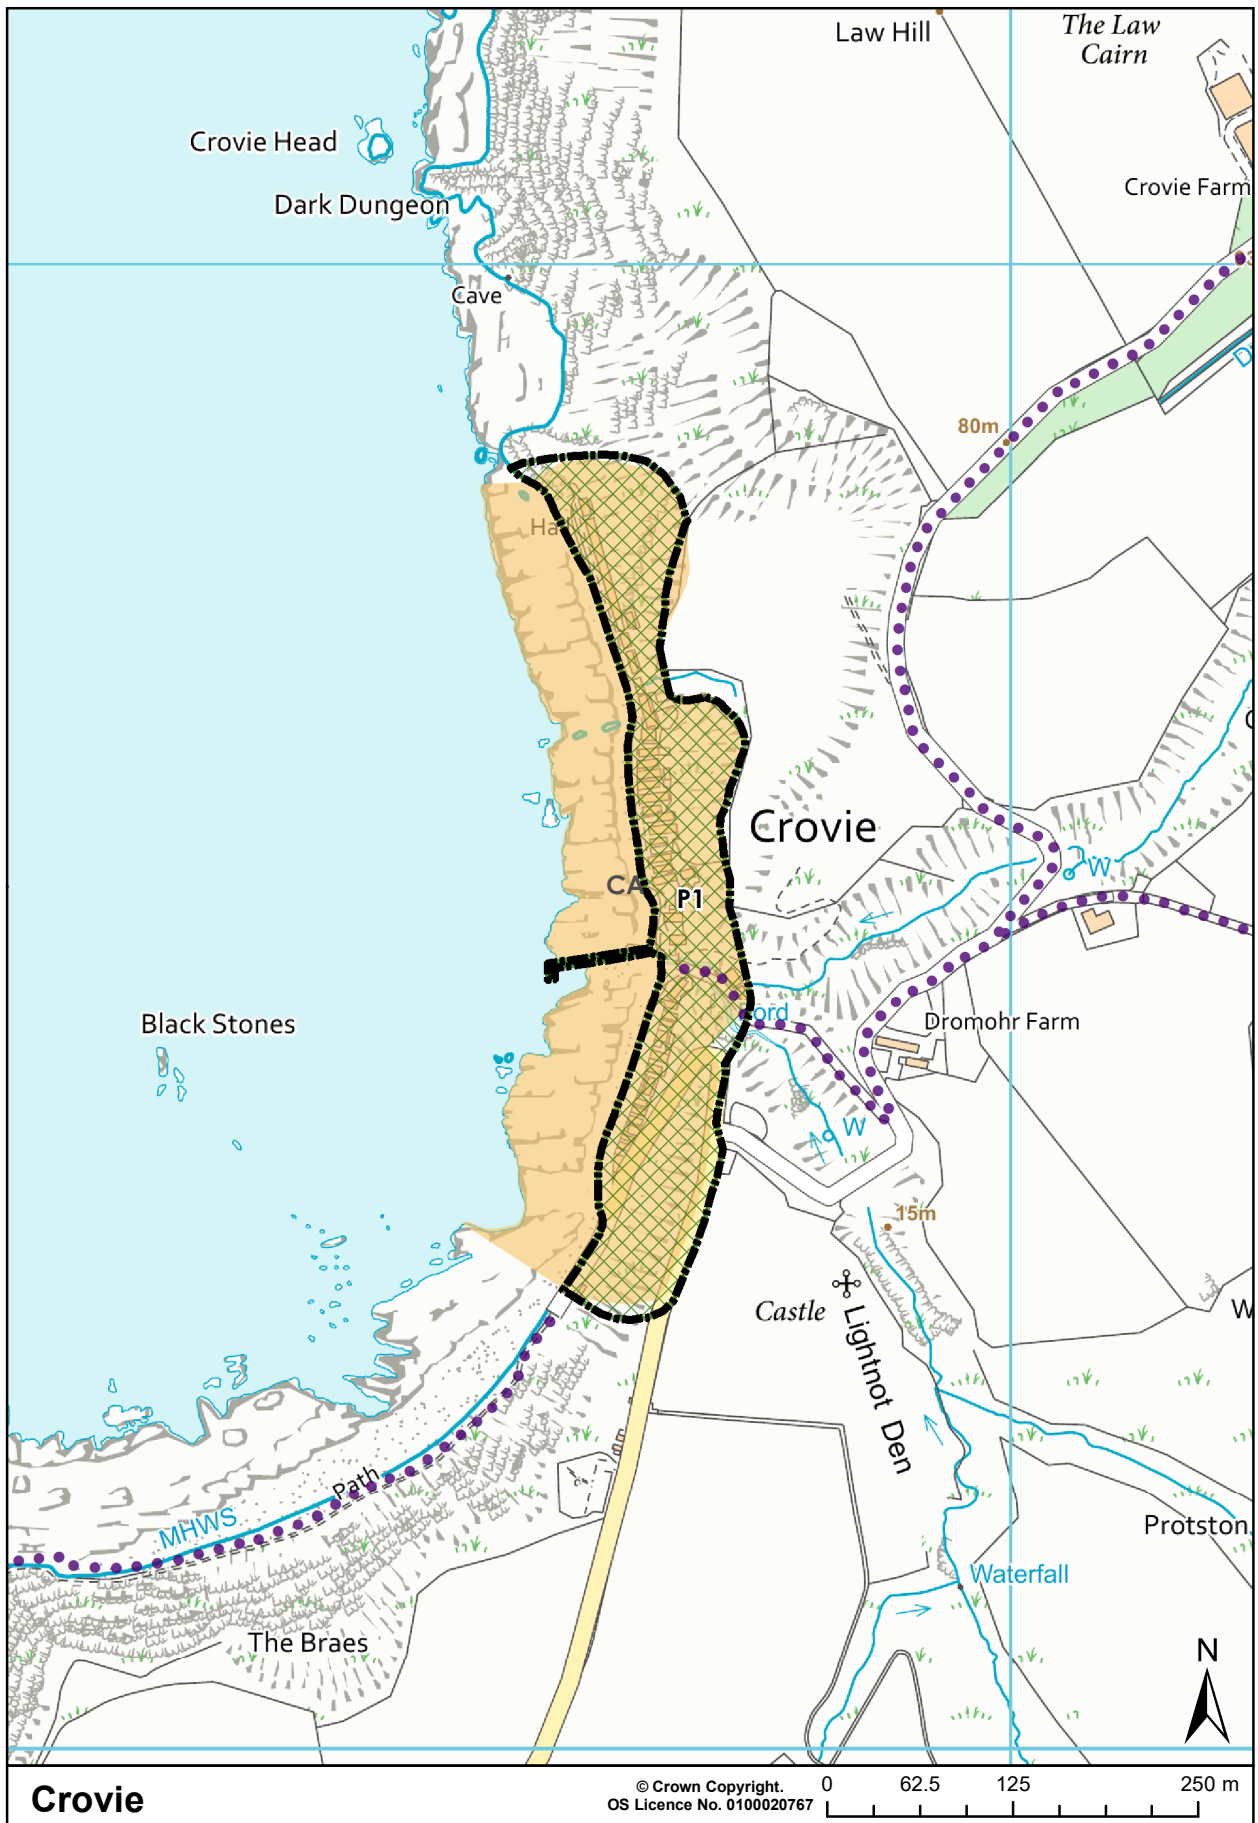 Law Hill
The Law
Cairn
Crovie Head
Crovie Farm
Dark Dungeon
Cave
80m
Ha
Crovie
W
CA
P1
Black Stones
ord
Dromohr Farm
W
15m
Castle
Lightnot Den
Path
MHWS
Protston
Waterfall
The Braes
N
Crovie
© Crown Copyright.
OS Licence No. 0100020767
0 62.5 125 250 m